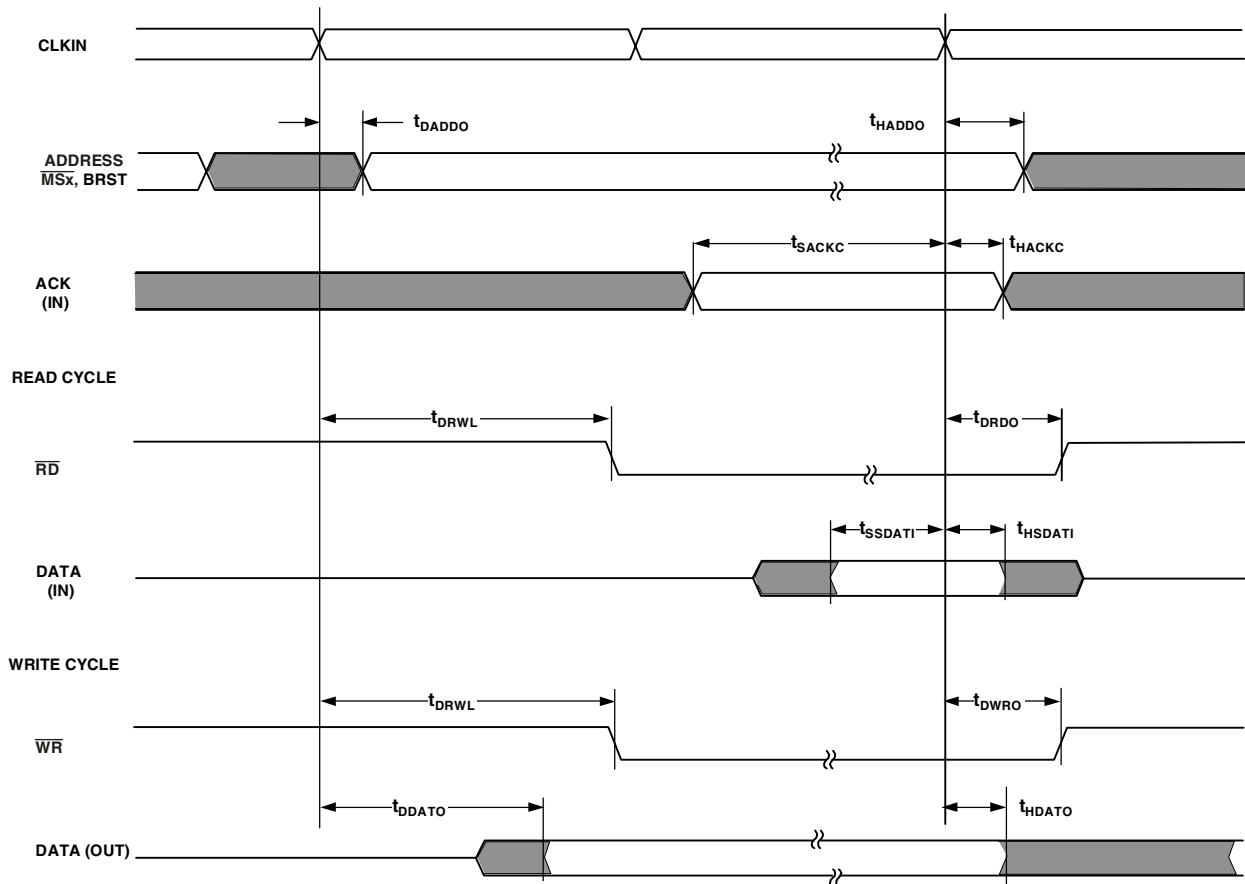 CLKIN
tDADDO
tHADDO
ADDRESS
MSx, BRST
tSACKC
tHACKC
ACK
(IN)
READ CYCLE
tDRWL
tDRDO
RD
tSSDATI
tHSDATI
DATA
(IN)
WRITE CYCLE
tDRWL
tDWRO
WR
tDDATO
tHDATO
DATA (OUT)